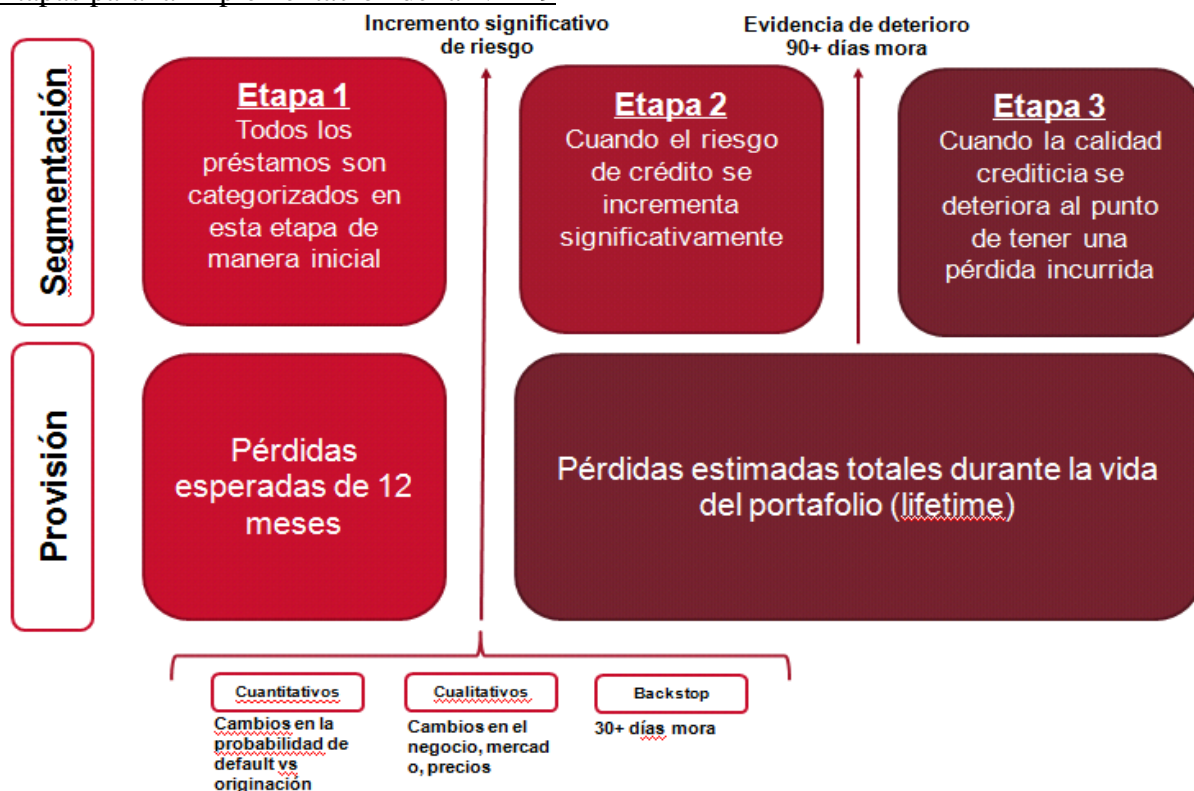 Incremento significativo
de riesgo
Evidencia de deterioro
90+ días mora
Segmentación
Etapa 1
Todos los
préstamos son
categorizados en
esta etapa de
manera inicial
Etapa 2
Cuando el riesgo
de crédito se
incrementa
significativamente
Etapa 3
Cuando la calidad
crediticia se
deteriora al punto
de tener una
pérdida incurrida
Provisión
Pérdidas
esperadas de 12
meses
Pérdidas estimadas totales durante la vida
del portafolio (lifetime)
Cuantitativos
Cambios en la
probabilidad de
default vs
originación
Cualitativos
Cambios en el
negocio, mercad
o, precios
Backstop
30+ días mora